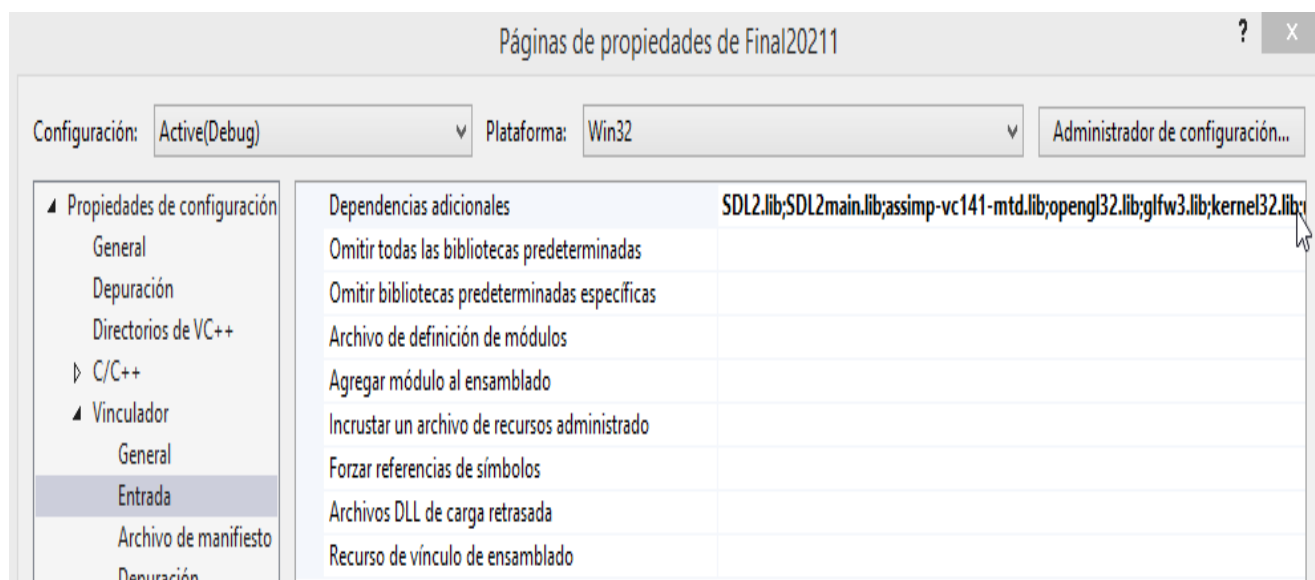 Páginas de propiedades de Final20211
? X
Configuración: Active(Debug) Plataforma: Win32 Administrador de configuración...
Propiedades de configuración
General
Depuración
Directorios de VC++
C/C++
Vinculador
General
Entrada
Archivo de manifiesto
Depuración
Dependencias adicionales SDL2.lib;SDL2main.lib;assimp-vc141-mtd.lib;opengl32.lib;glfw3.lib;kernel32.lib;
Omitir todas las bibliotecas predeterminadas
Omitir bibliotecas predeterminadas específicas
Archivo de definición de módulos
Agregar módulo al ensamblado
Incrustar un archivo de recursos administrado
Forzar referencias de símbolos
Archivos DLL de carga retrasada
Recurso de vínculo de ensamblado